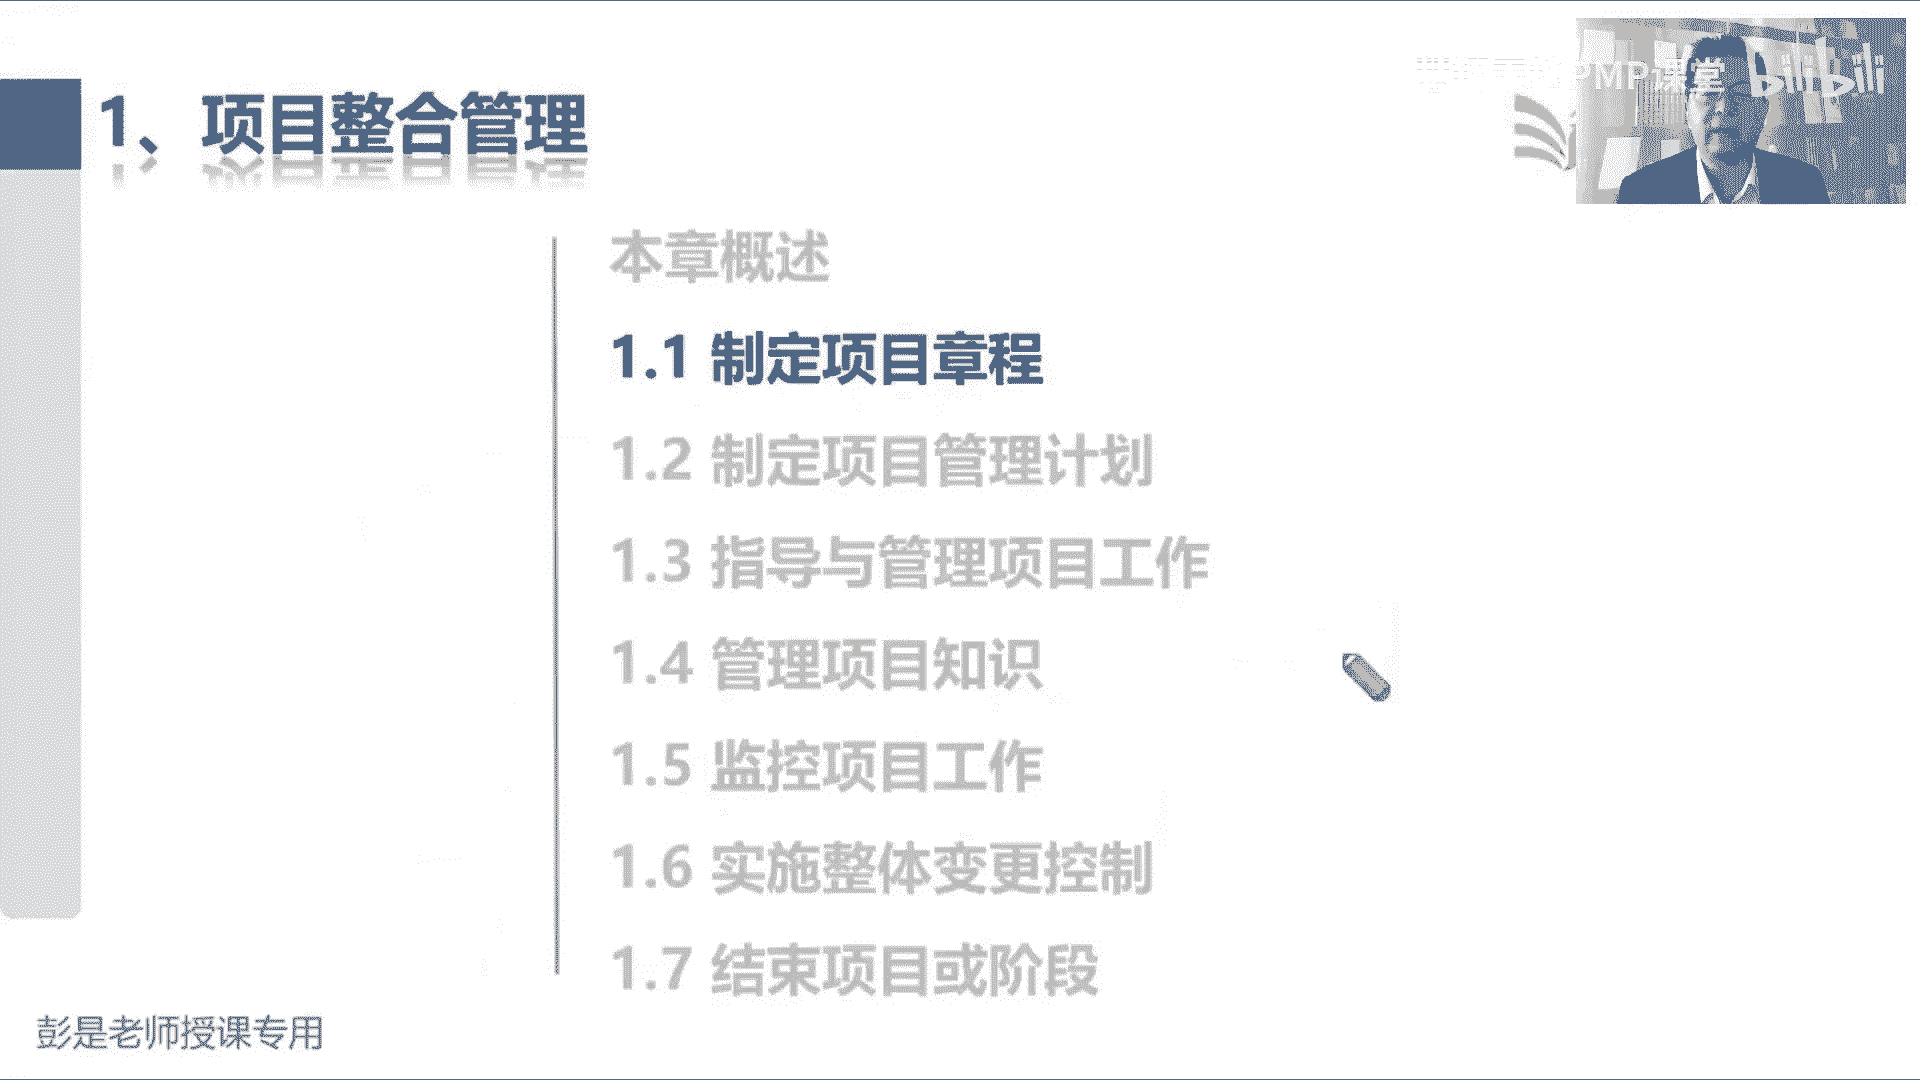 PMP课堂 bilibili
1、项目整合管理
本章概述
1.1 制定项目章程
1.2 制定项目管理计划
1.3 指导与管理项目工作
1.4 管理项目知识
1.5 监控项目工作
1.6 实施整体变更控制
1.7 结束项目或阶段
彭是老师授课专用